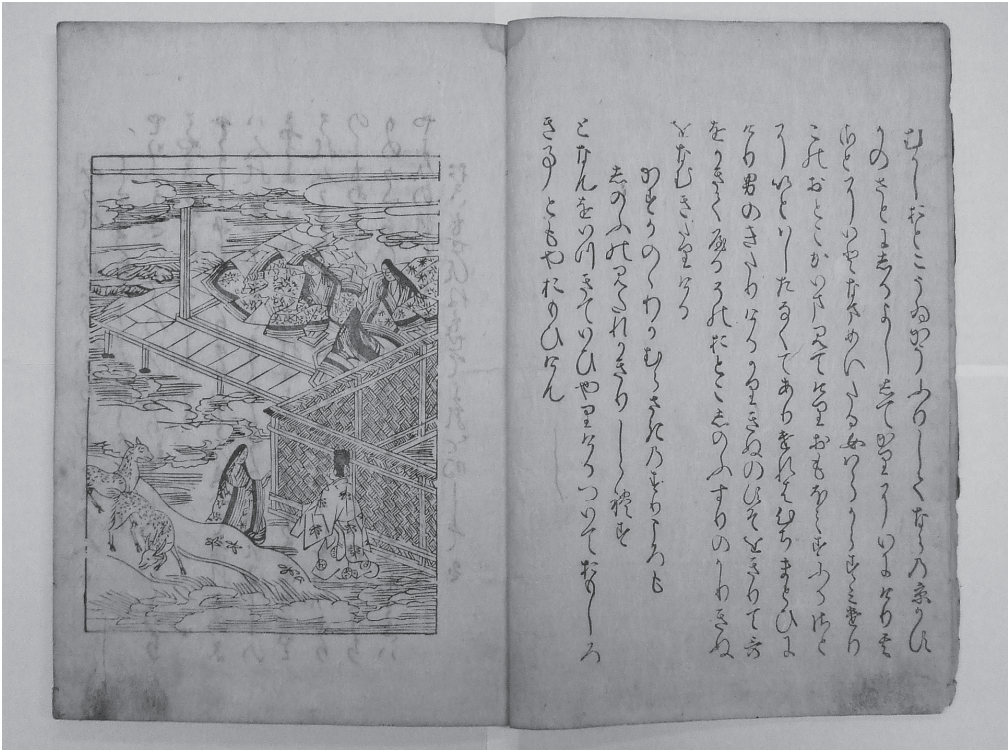 むかしおとこうゐかうふりしてならの京かす
かのさとにしるよししてかりにいにけり其
さとにいとなまめいたる女はらからすみけり
このおとこかいま見てけりおもほえすふるさと
にいとはしたなくてありけれは心ちまとひに
けり男のきたりけるかりきぬのすそをきりて哥
をかきてやるそのおとこしのふすりのかりきぬ
をなむきたりける
かすかのゝわかむらさきのすりころも
しのふのみたれかきりしられす
となんをいつきていひやりけるついておもしろ
き事ともやおもひけん